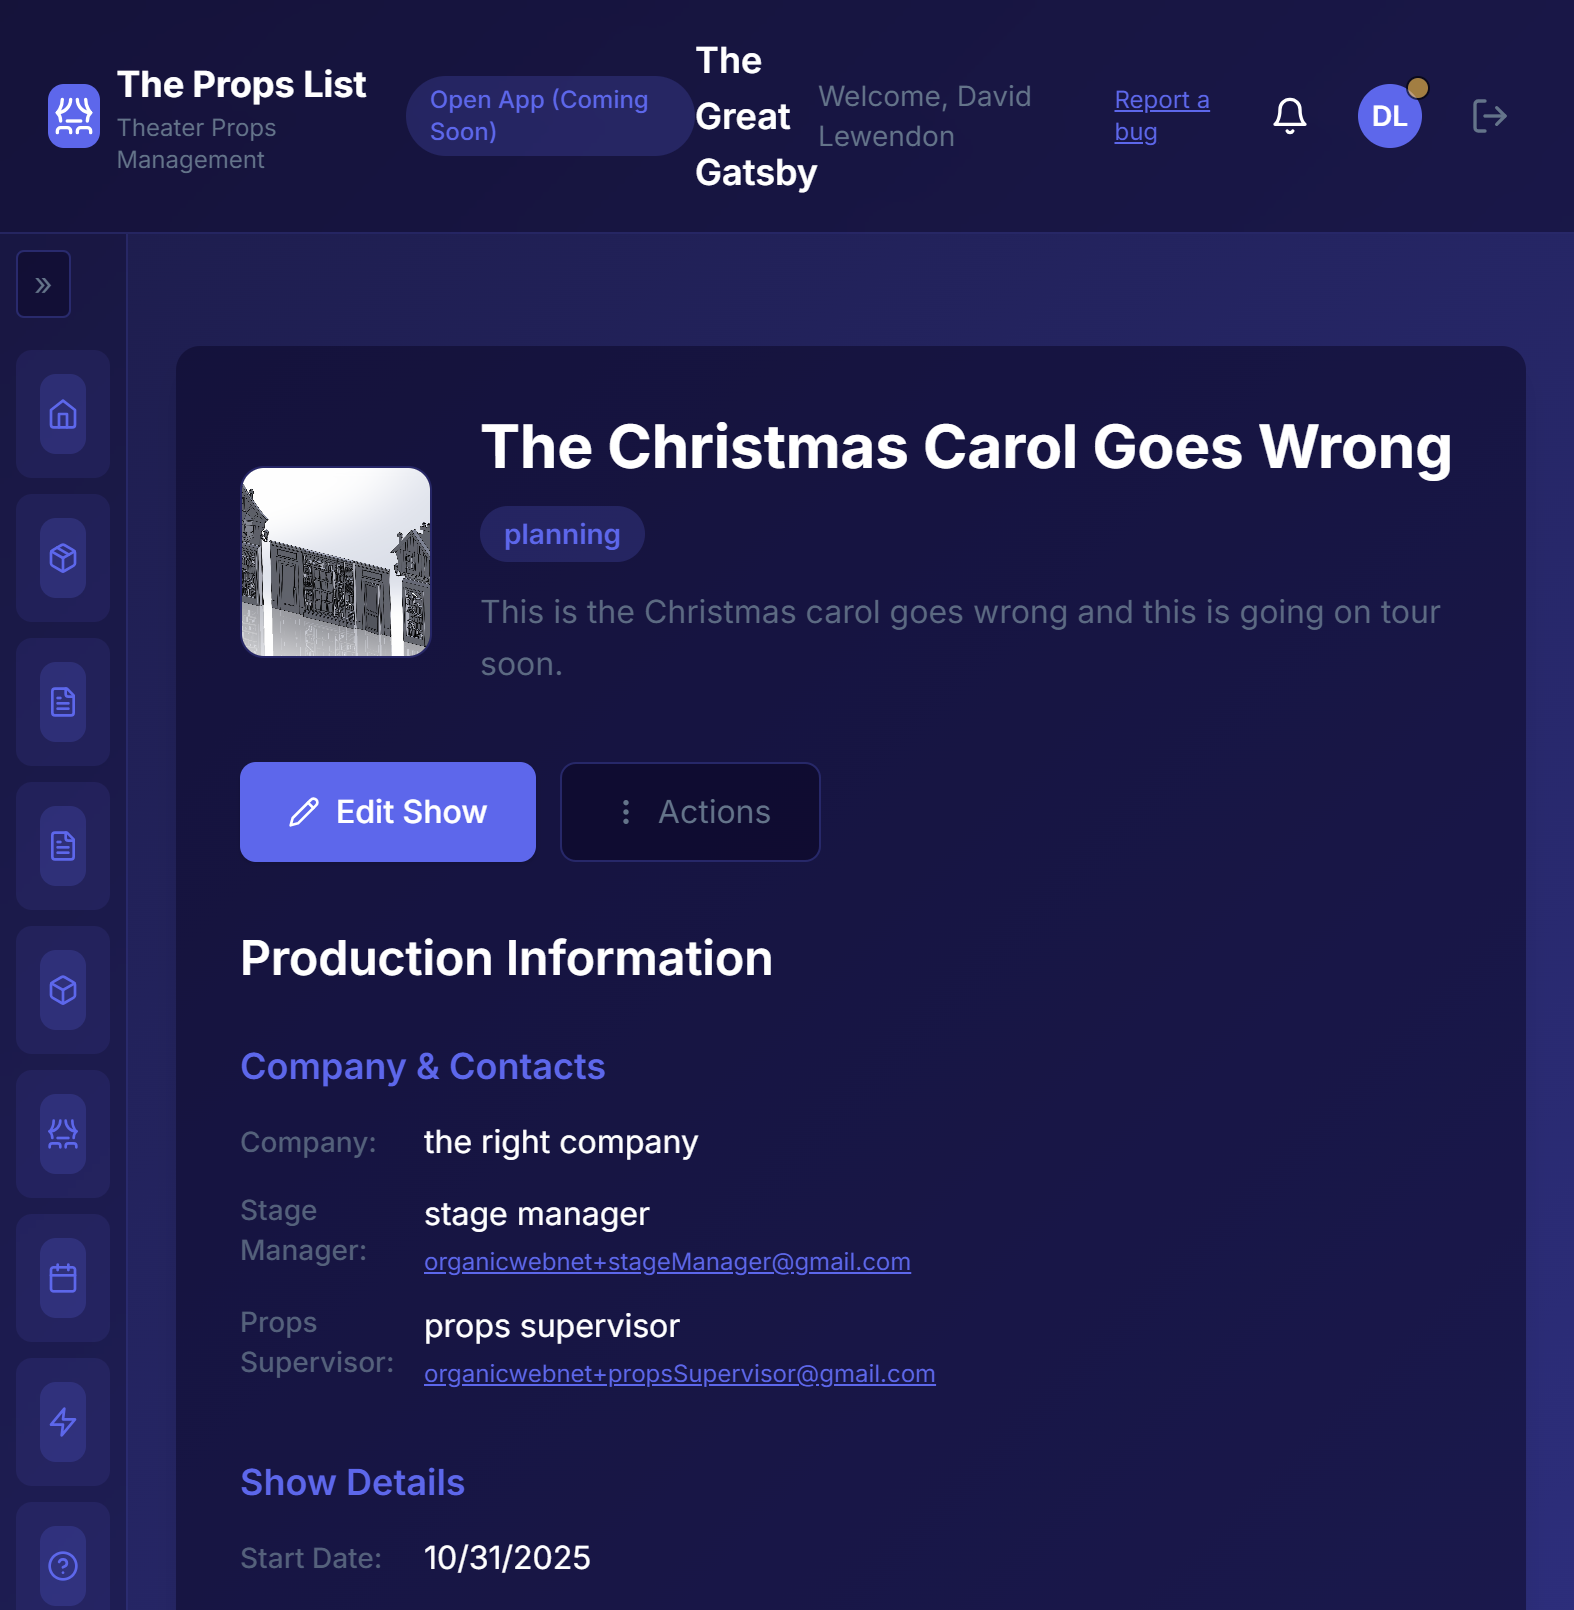 The Props List
Theater Props
Management
Open App (Coming
Soon)
The
Great
Gatsby
Welcome, David
Lewendon
Report a
bug
DL
»
The Christmas Carol Goes Wrong
planning
This is the Christmas carol goes wrong and this is going on tour
soon.
Edit Show
Actions
Production Information
Company & Contacts
Company: the right company
Stage
Manager:
stage manager
organicwebnet+stageManager@gmail.com
Props
Supervisor:
props supervisor
organicwebnet+propsSupervisor@gmail.com
Show Details
Start Date: 10/31/2025